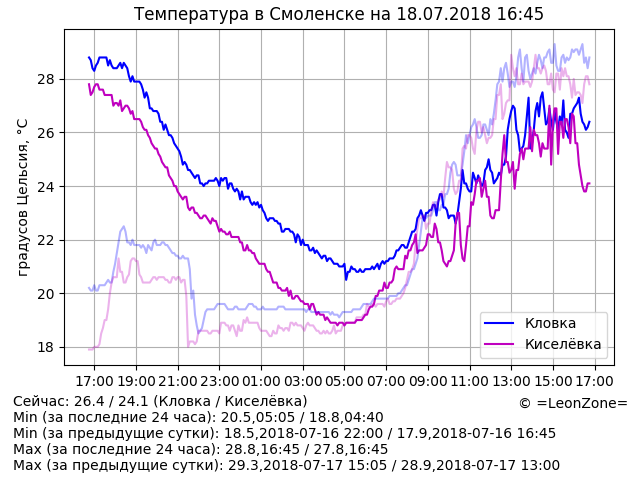 Температура в Смоленске на 18.07.2018 16:45
градусов Цельсия, °C
28
26
24
22
20
18
Кловка
Киселёвка
17:00 19:00 21:00 23:00 01:00 03:00 05:00 07:00 09:00 11:00 13:00 15:00 17:00
Сейчас: 26.4 / 24.1 (Кловка / Киселёвка)
© =LeonZone=
Min (за последние 24 часа): 20.5,05:05 / 18.8,04:40
Min (за предыдущие сутки): 18.5,2018-07-16 22:00 / 17.9,2018-07-16 16:45
Max (за последние 24 часа): 28.8,16:45 / 27.8,16:45
Max (за предыдущие сутки): 29.3,2018-07-17 15:05 / 28.9,2018-07-17 13:00